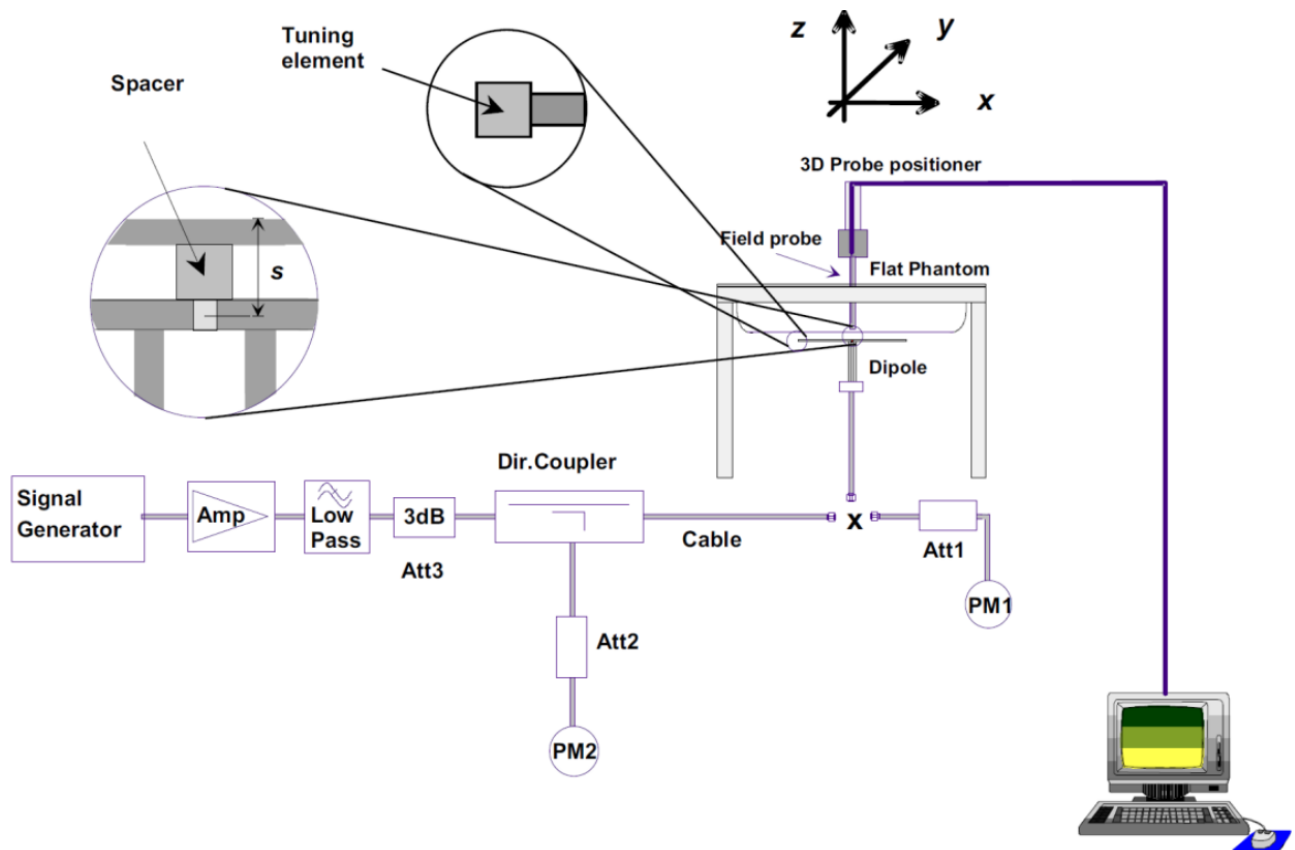 z
y
x
Tuning
element
Spacer
3D Probe positioner
s
Field probe
Flat Phantom
Dipole
Dir.Coupler
Signal
Generator
Amp
Low
Pass
3dB
Att3
Cable
x
Att1
PM1
Att2
PM2